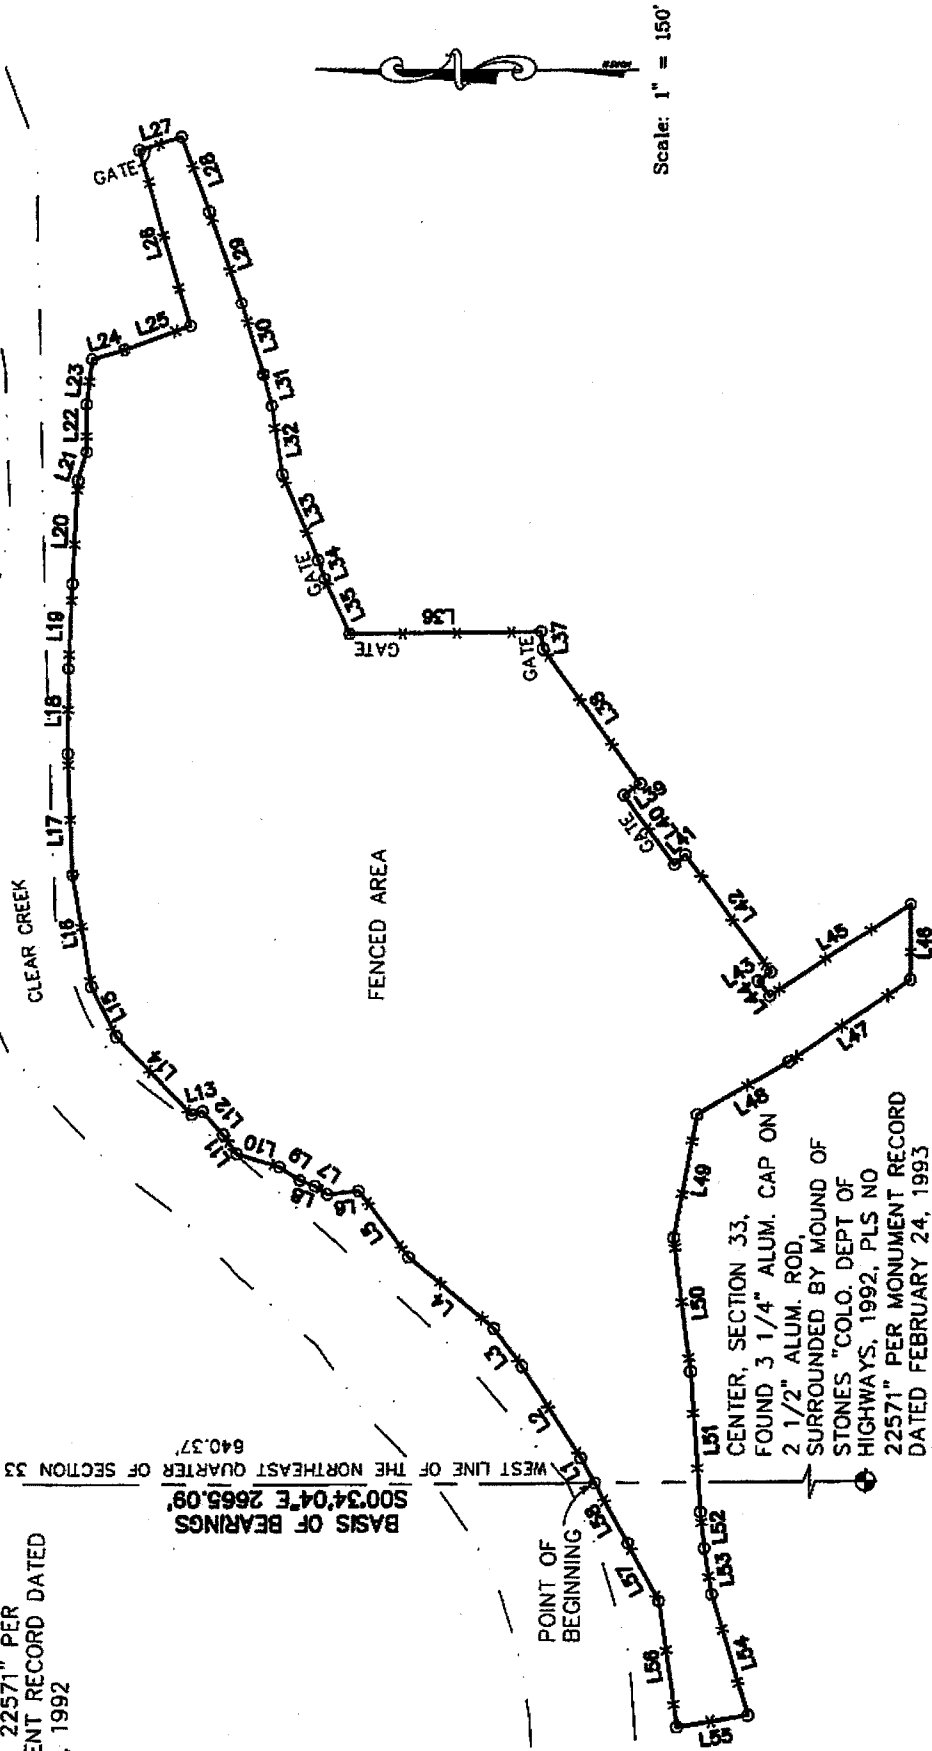 22571" PER
ENT RECORD DATED
, 1992
CLEAR CREEK
FENCED AREA
BASIS OF BEARINGS
S00°34'04"E 2665.09'
WEST LINE OF THE NORTHEAST QUARTER OF SECTION 33
640.37'
POINT OF
BEGINNING
CENTER, SECTION 33,
FOUND 3 1/4" ALUM. CAP ON
2 1/2" ALUM. ROD,
SURROUNDED BY MOUND OF
STONES "COLO. DEPT OF
HIGHWAYS, 1992, PLS NO
22571" PER MONUMENT RECORD
DATED FEBRUARY 24, 1993
Scale: 1" = 150'
GATE
GATE
GATE
GATE
GATE
L1
L2
L3
L4
L5
L6
L7
L8
L9
L10
L11
L12
L13
L14
L15
L16
L17
L18
L19
L20
L21
L22
L23
L24
L25
L26
L27
L28
L29
L30
L31
L32
L33
L34
L35
L36
L37
L38
L39
L40
L41
L42
L43
L44
L45
L46
L47
L48
L49
L50
L51
L52
L53
L54
L55
L56
L57
L58